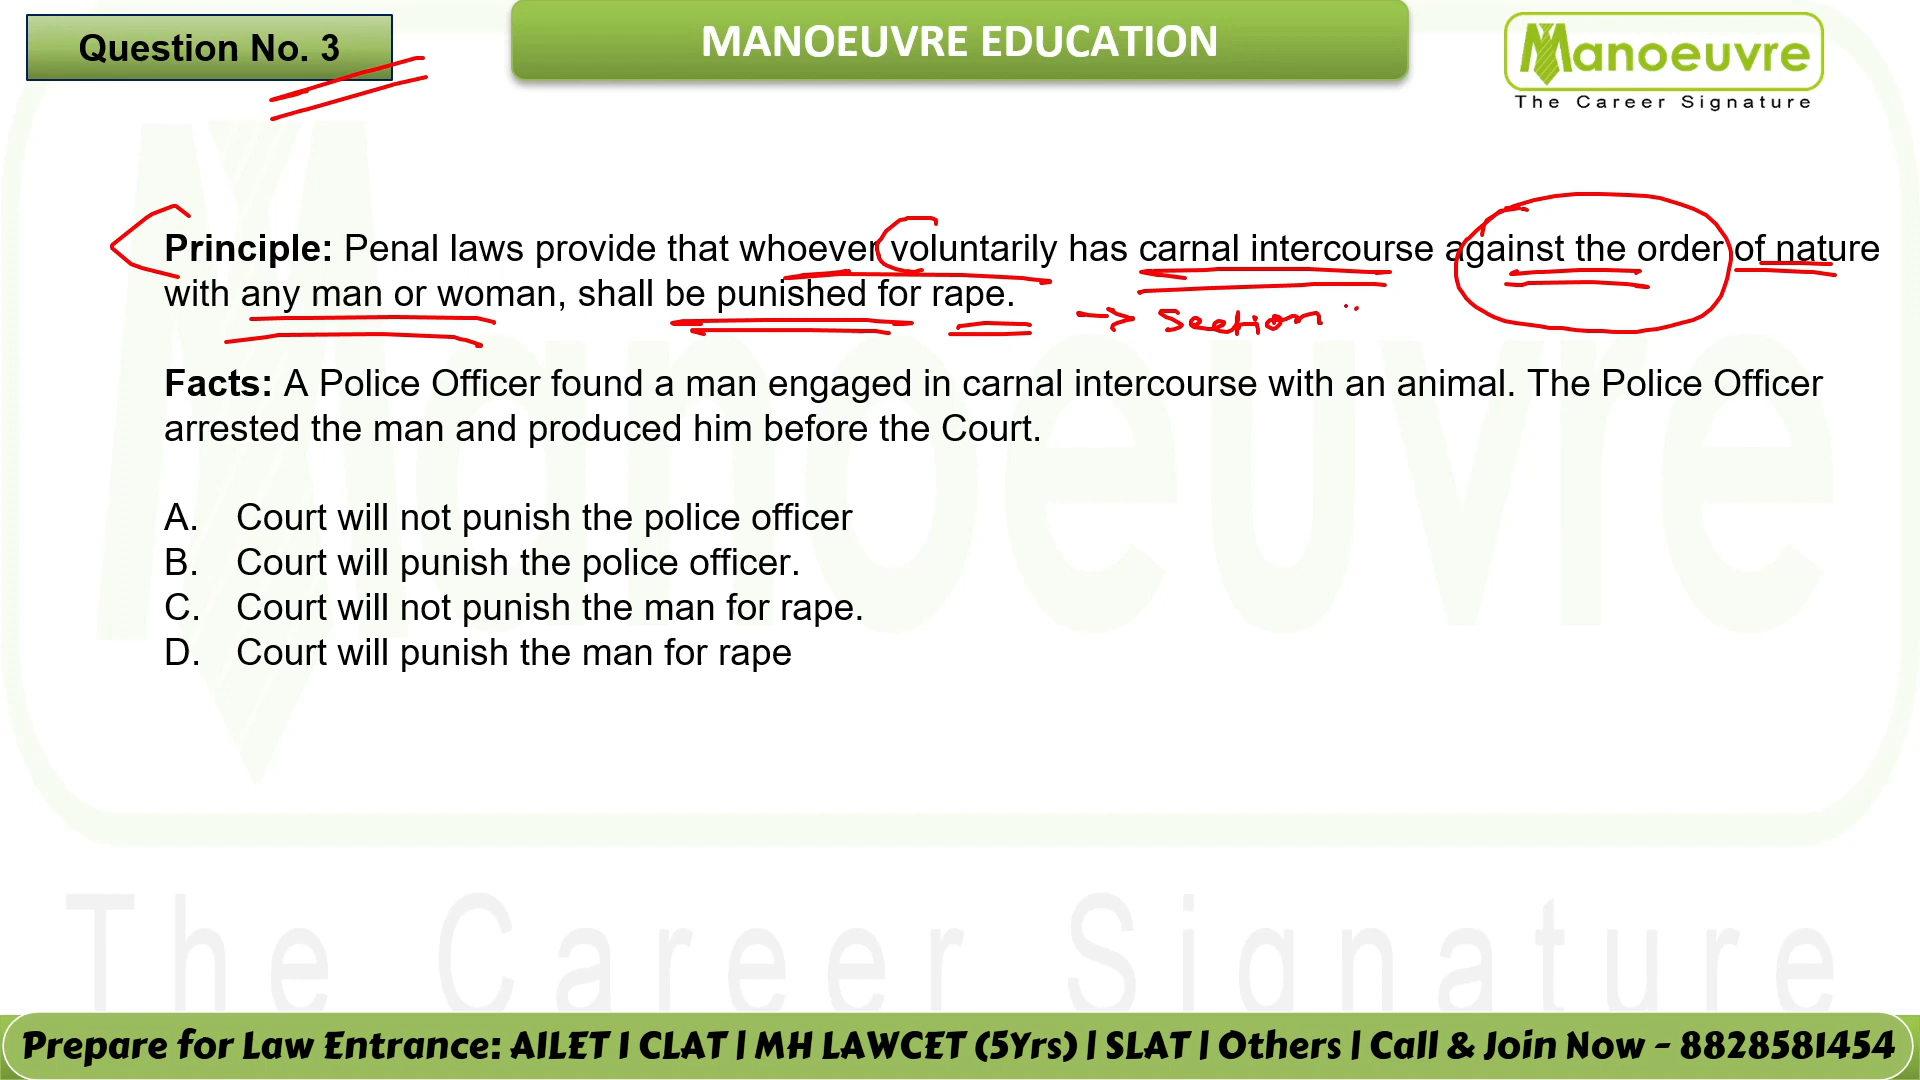 Question No. 3
MANOEUVRE EDUCATION
Manoeuvre
The Career Signature
Principle: Penal laws provide that whoever voluntarily has carnal intercourse against the order of nature
with any man or woman, shall be punished for rape.
→ Section
Facts: A Police Officer found a man engaged in carnal intercourse with an animal. The Police Officer
arrested the man and produced him before the Court.
A. Court will not punish the police officer
B. Court will punish the police officer.
C. Court will not punish the man for rape.
D. Court will punish the man for rape
Manoeuvre
The Career Signature
Prepare for Law Entrance: AILET | CLAT | MH LAWCET (5Yrs) | SLAT | Others | Call & Join Now - 8828581454